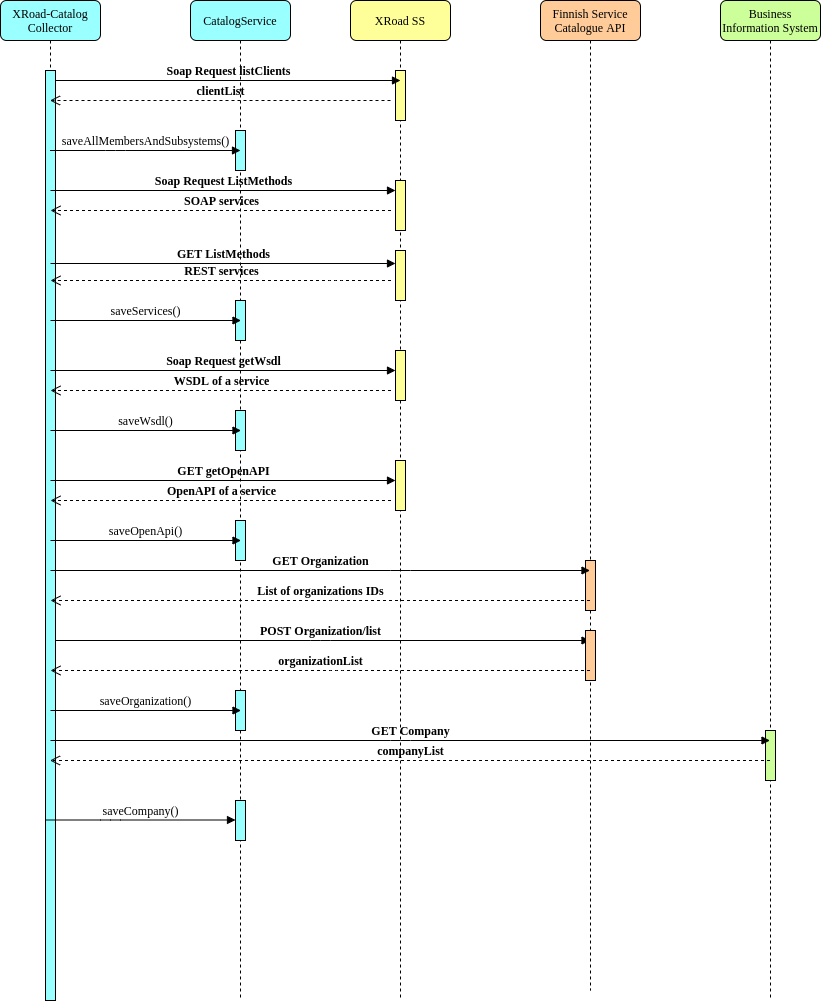 XRoad-Catalog
Collector
CatalogService
XRoad SS
Finnish Service
Catalogue API
Business
Information System
Soap Request listClients
clientList
saveAllMembersAndSubsystems()
Soap Request ListMethods
SOAP services
GET ListMethods
REST services
saveServices()
Soap Request getWsdl
WSDL of a service
saveWsdl()
GET getOpenAPI
OpenAPI of a service
saveOpenApi()
GET Organization
List of organizations IDs
POST Organization/list
organizationList
saveOrganization()
GET Company
companyList
saveCompany()